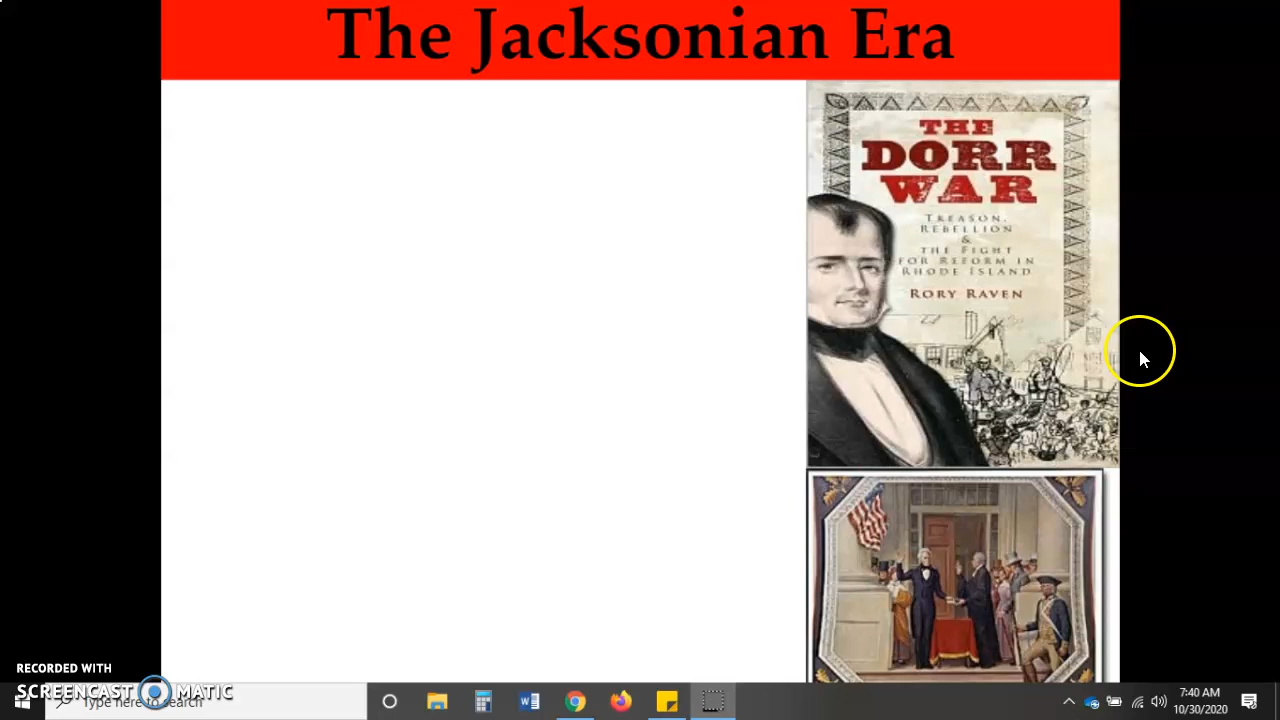 The Jacksonian Era
THE
DORR
WAR
TREASON,
REBELLION
&
THE FIGHT
FOR REFORM IN
RHODE ISLAND
RORY RAVEN
RECORDED WITH
SCREENCAST MATIC
Type here to search
7:40 AM
10/30/2020